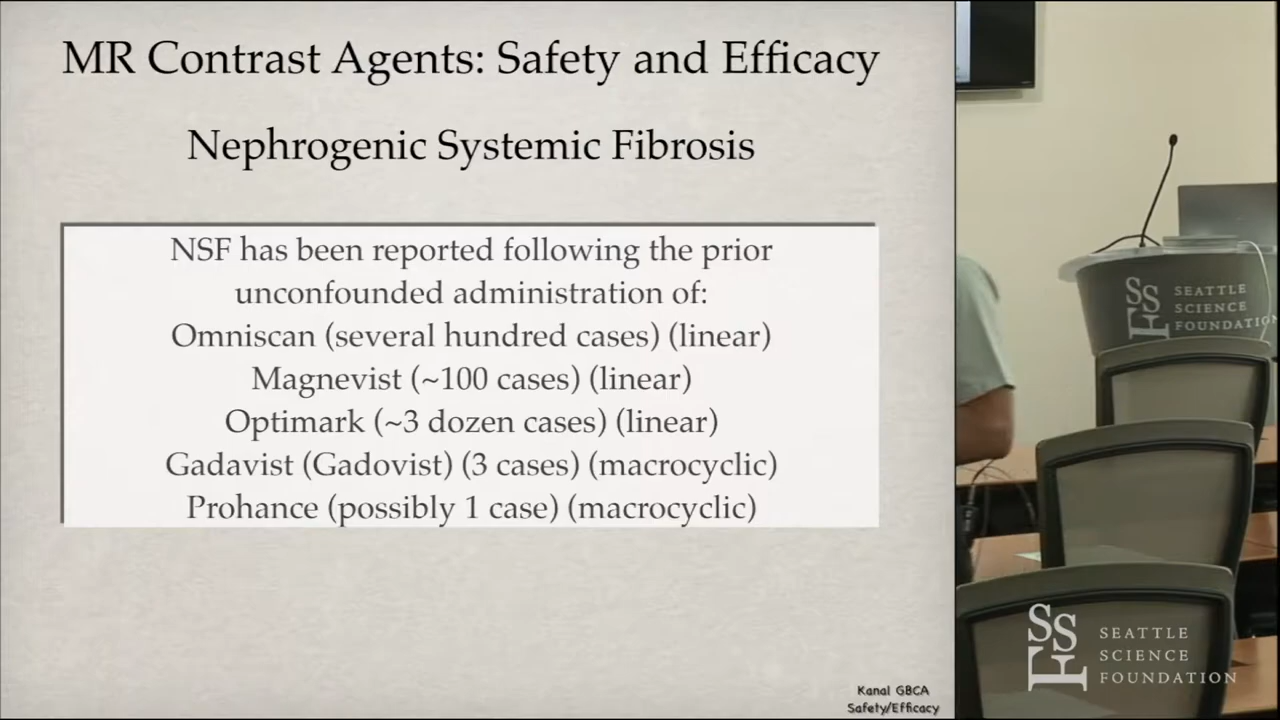 MR Contrast Agents: Safety and Efficacy
Nephrogenic Systemic Fibrosis
NSF has been reported following the prior
unconfounded administration of:
Omniscan (several hundred cases) (linear)
Magnevist (~100 cases) (linear)
Optimark (~3 dozen cases) (linear)
Gadavist (Gadovist) (3 cases) (macrocyclic)
Prohance (possibly 1 case) (macrocyclic)
Kanal GBCA
Safety/Efficacy
SSF
SEATTLE
SCIENCE
FOUNDATION
SSF
SEATTLE
SCIENCE
FOUNDATION